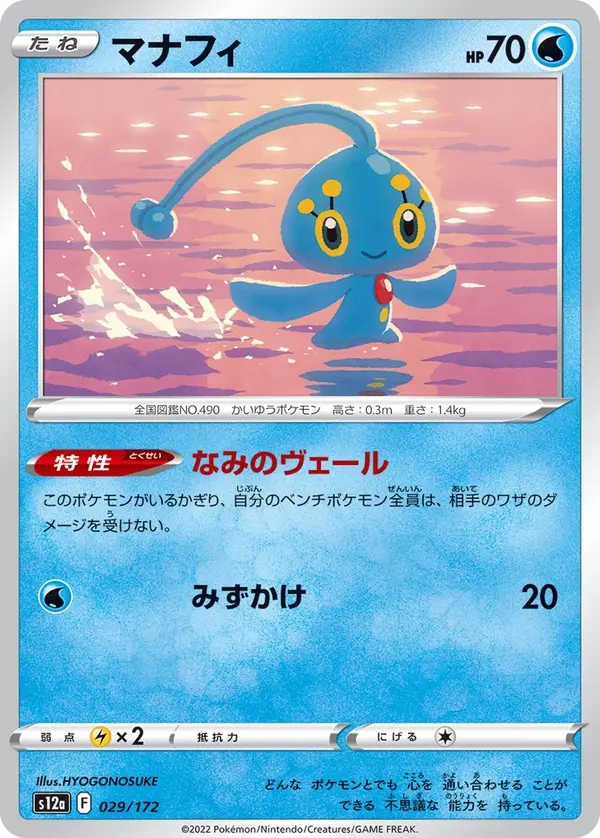 たね マナフィ HP70
全国図鑑NO.490 かいゆうポケモン 高さ:0.3m 重さ:1.4kg
特性 とくせい なみのヴェール
このポケモンがいるかぎり、自分のベンチポケモン全員は、相手のワザのダ
メージを受けない。
みずかけ 20
弱点 ×2 抵抗力 にげる
Illus.HYOGONOSUKE
s12a F 029/172
どんな ポケモンとでも 心を 通い合わせる ことが
できる 不思議な 能力を 持っている。
©2022 Pokémon/Nintendo/Creatures/GAME FREAK.